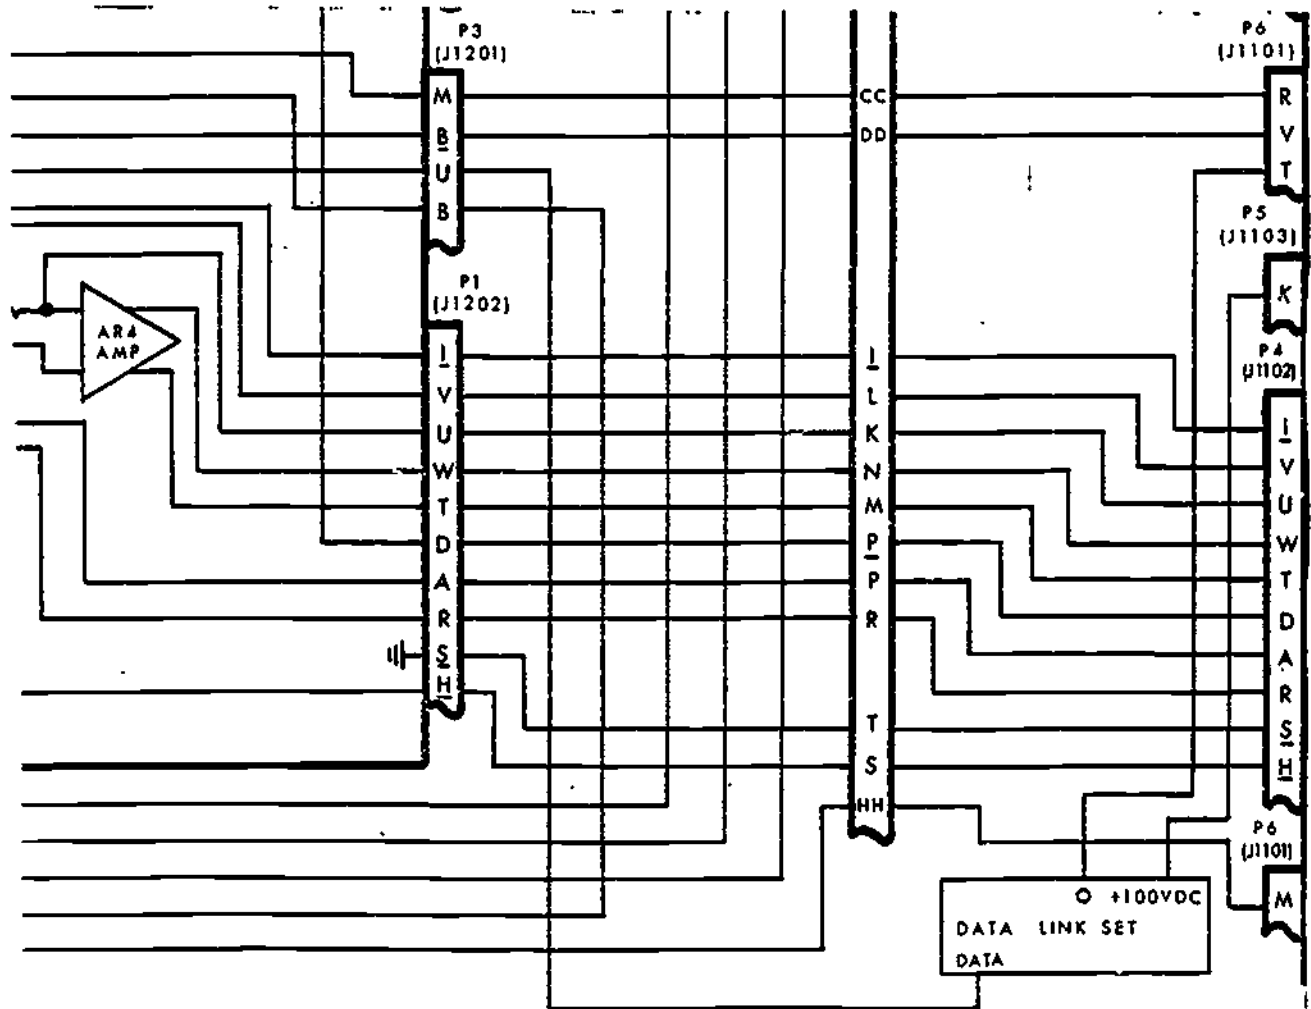 P3
(J1201)
M
B
U
B
P1
(J1202)
I
V
U
W
T
D
A
R
S
H
AR4
AMP
CC
DD
I
L
K
N
M
P
P
R
T
S
HH
P6
(J1101)
R
V
T
P5
(J1103)
K
P4
(J1102)
I
V
U
W
T
D
A
R
S
H
P6
(J1101)
M
O +100VDC
DATA LINK SET
DATA